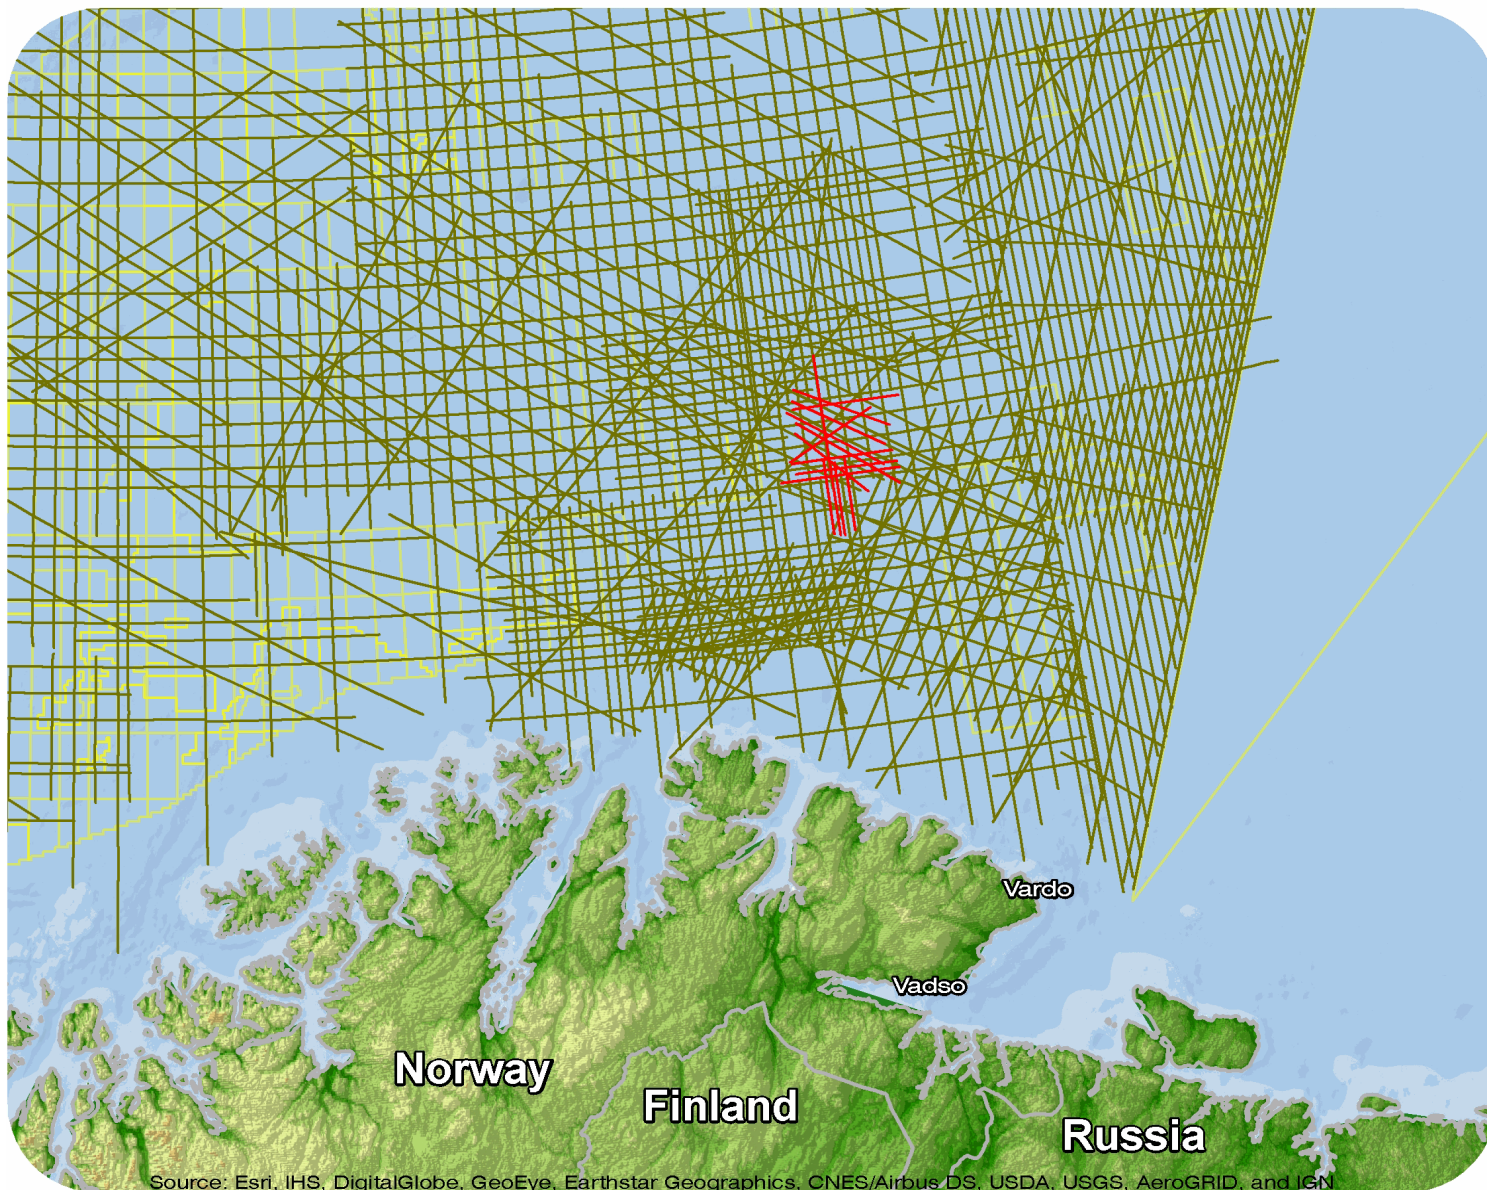 Vardo
Vadso
Norway
Finland
Russia
Source: Esri, IHS, DigitalGlobe, GeoEye, Earthstar Geographics, CNES/Airbus DS, USDA, USGS, AeroGRID, and IGN